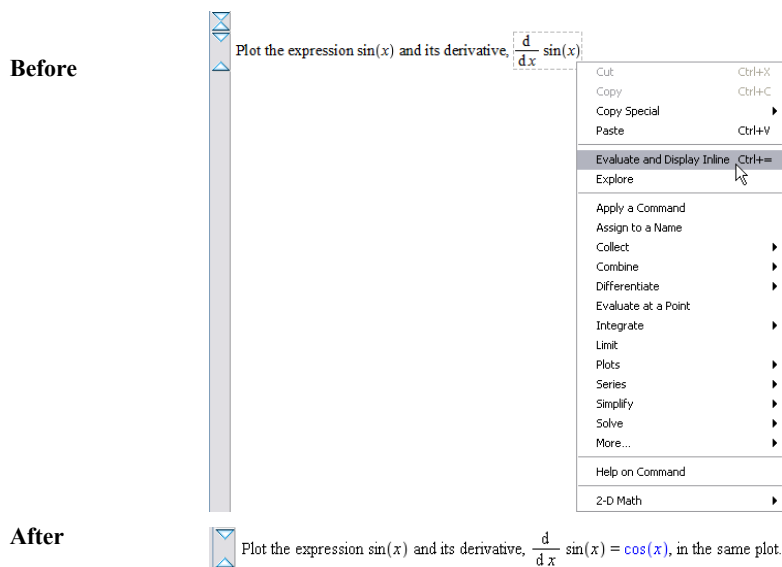 Before
Plot the expression sin(x) and its derivative, d/dx sin(x)
Cut Ctrl+X
Copy Ctrl+C
Copy Special
Paste Ctrl+V
Evaluate and Display Inline Ctrl+=
Explore
Apply a Command
Assign to a Name
Collect
Combine
Differentiate
Evaluate at a Point
Integrate
Limit
Plots
Series
Simplify
Solve
More...
Help on Command
2-D Math
After
Plot the expression sin(x) and its derivative, d/dx sin(x) = cos(x), in the same plot.